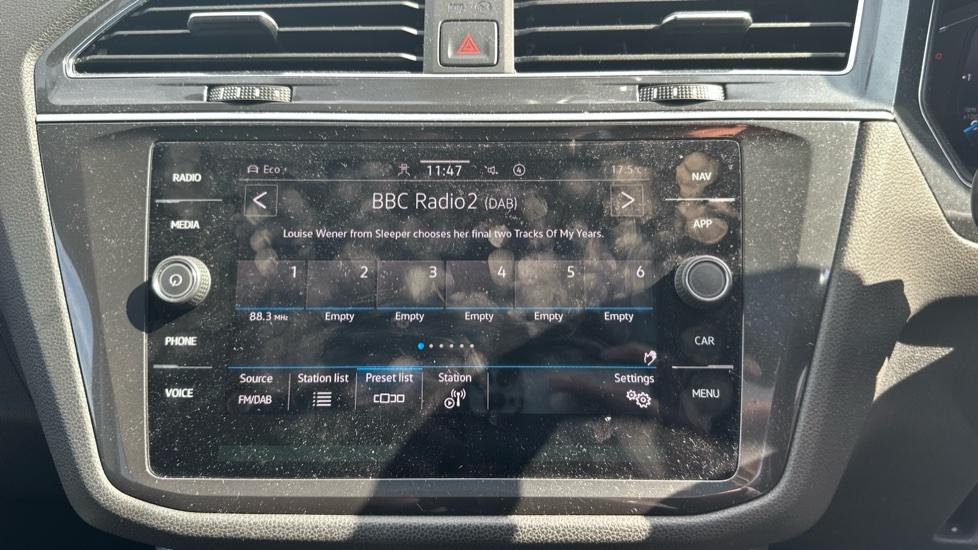 Eco
11:47
4
17.5°C
RADIO
NAV
BBC Radio2 (DAB)
MEDIA
APP
Louise Wener from Sleeper chooses her final two Tracks Of My Years.
1 2 3 4 5 6
88.3 MHz Empty Empty Empty Empty Empty
PHONE
CAR
Source Station list Preset list Station Settings
VOICE
MENU
FM/DAB